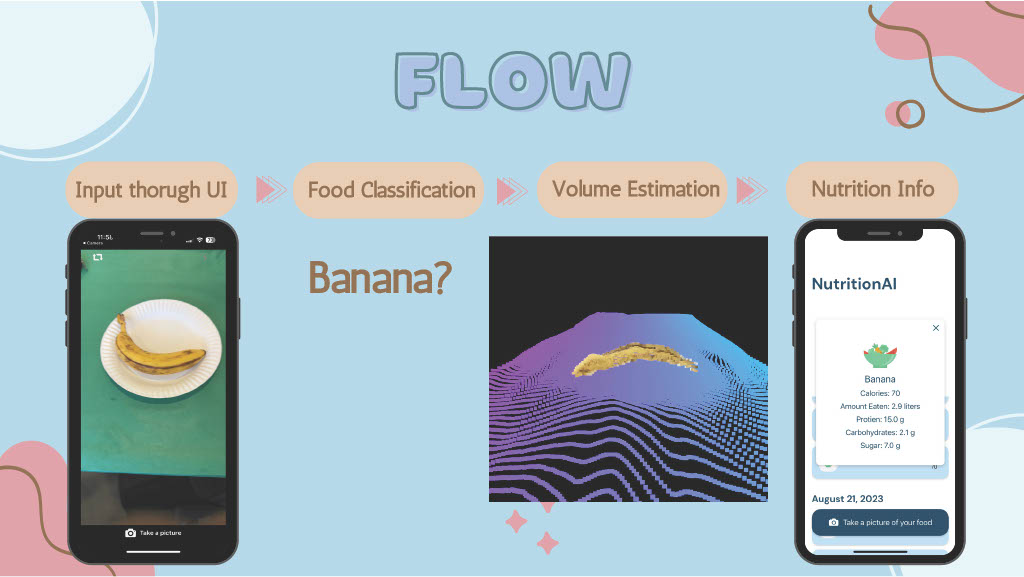 FLOW
Input thorugh UI
Food Classification
Volume Estimation
Nutrition Info
11:51
Camera
73
Take a picture
Banana?
NutritionAI
Banana
Calories: 70
Amount Eaten: 2.9 liters
Protien: 15.0 g
Carbohydrates: 2.1 g
Sugar: 7.0 g
70
August 21, 2023
Take a picture of your food